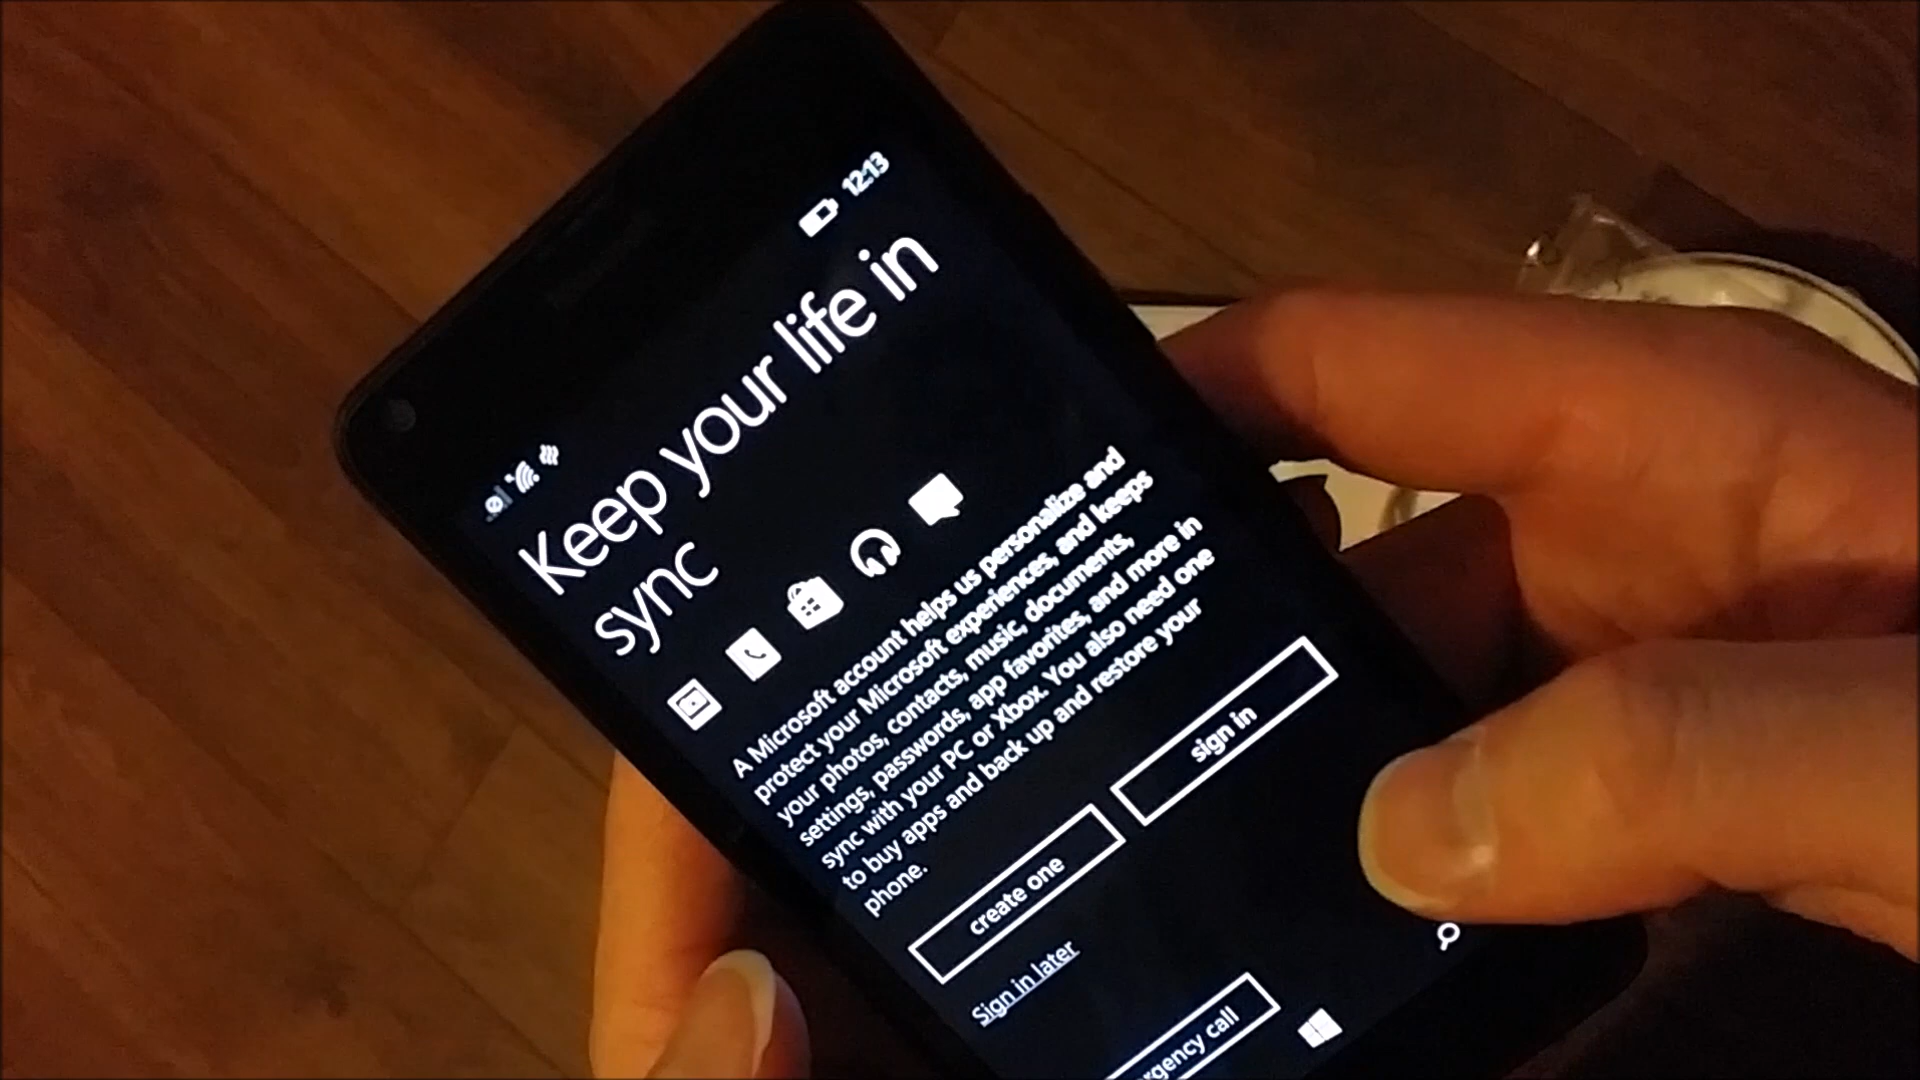 12:13
Keep your life in
sync
A Microsoft account helps us personalize and
protect your Microsoft experiences, and keeps
your photos, contacts, music, documents,
settings, passwords, app favorites, and more in
sync with your PC or Xbox. You also need one
to buy apps and back up and restore your
phone.
create one
sign in
Sign in later
call